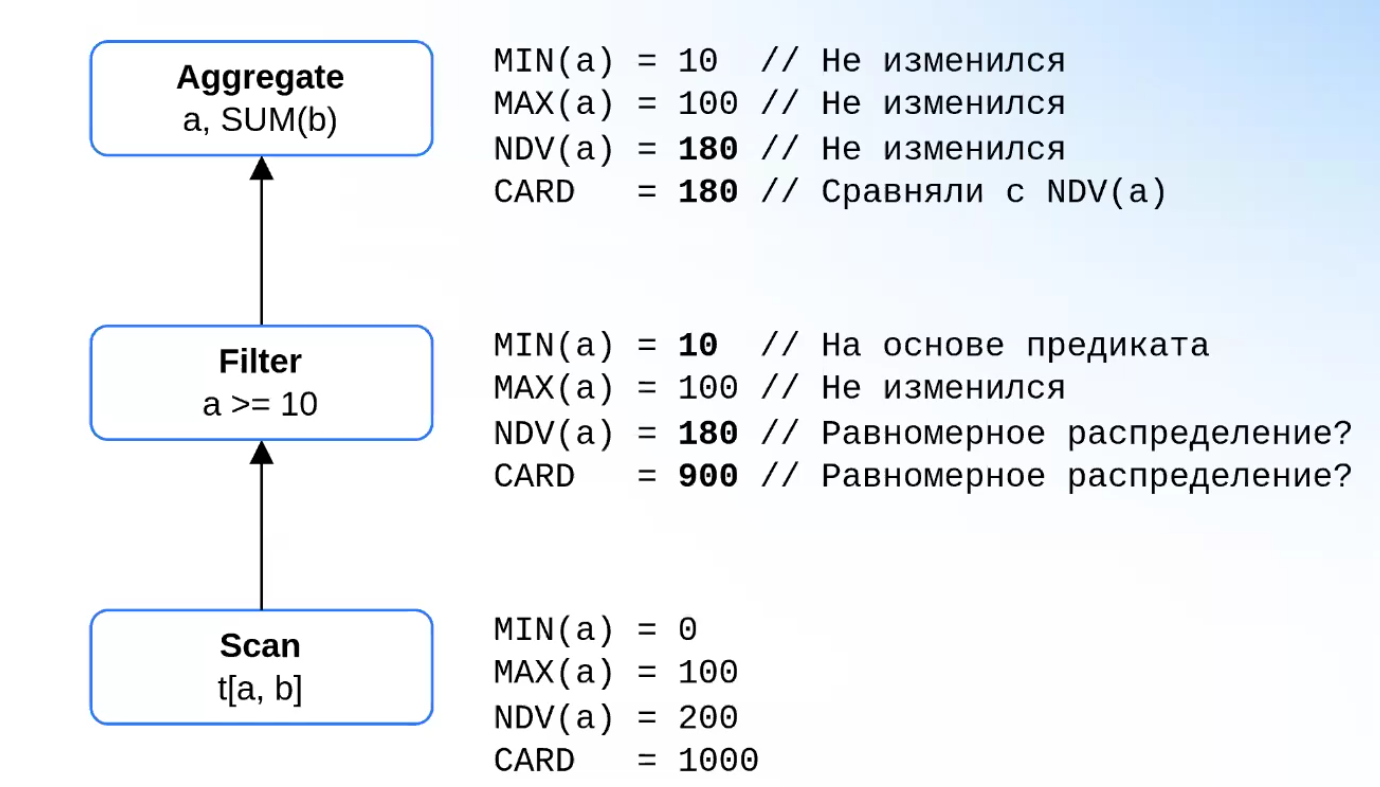 Aggregate
a, SUM(b)
MIN(a) = 10  // Не изменился
MAX(a) = 100 // Не изменился
NDV(a) = 180 // Не изменился
CARD   = 180 // Сравняли с NDV(a)
Filter
a >= 10
MIN(a) = 10  // На основе предиката
MAX(a) = 100 // Не изменился
NDV(a) = 180 // Равномерное распределение?
CARD   = 900 // Равномерное распределение?
Scan
t[a, b]
MIN(a) = 0
MAX(a) = 100
NDV(a) = 200
CARD   = 1000